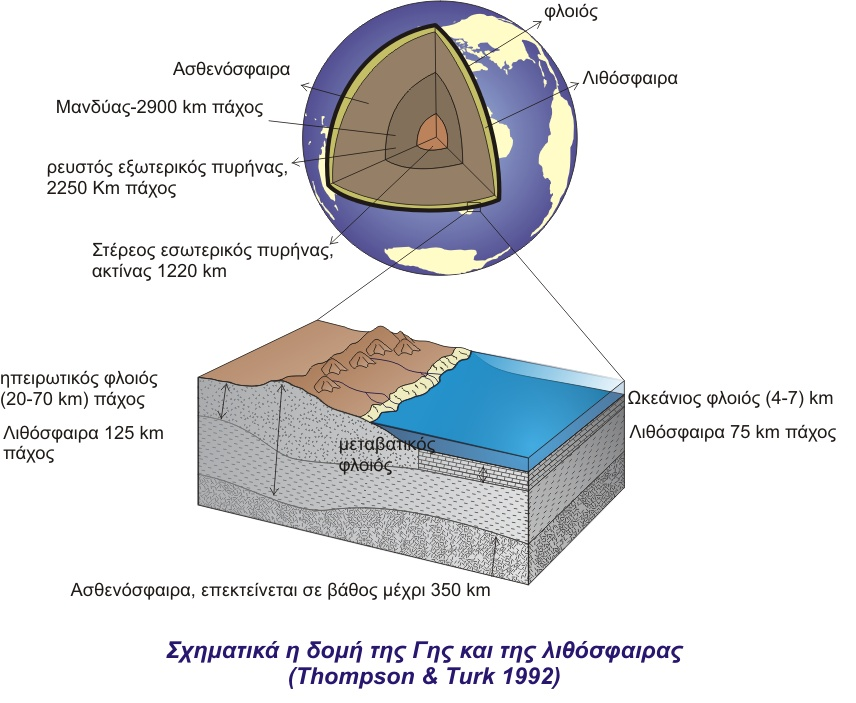 φλοιός
Ασθενόσφαιρα
Λιθόσφαιρα
Μανδύας-2900 km πάχος
ρευστός εξωτερικός πυρήνας,
2250 Km πάχος
Στέρεος εσωτερικός πυρήνας,
ακτίνας 1220 km
ηπειρωτικός φλοιός
(20-70 km) πάχος
Λιθόσφαιρα 125 km
πάχος
Ωκεάνιος φλοιός (4-7) km
Λιθόσφαιρα 75 km πάχος
μεταβατικός
φλοιός
Ασθενόσφαιρα, επεκτείνεται σε βάθος μέχρι 350 km
Σχηματικά η δομή της Γης και της λιθόσφαιρας
(Thompson & Turk 1992)